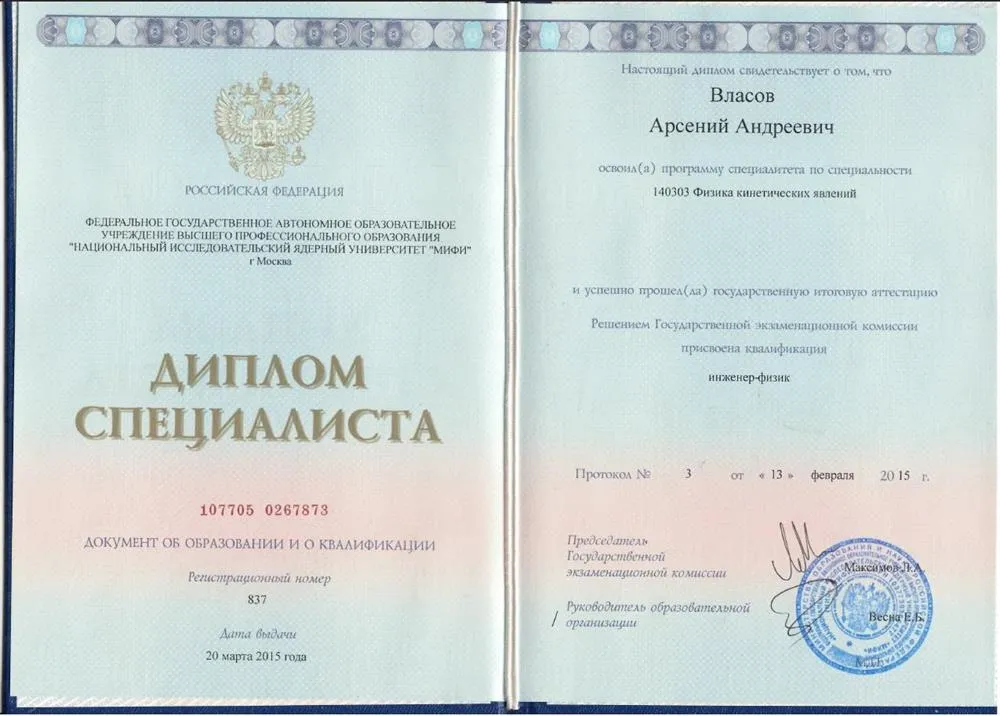 РОССИЙСКАЯ ФЕДЕРАЦИЯ
ФЕДЕРАЛЬНОЕ ГОСУДАРСТВЕННОЕ АВТОНОМНОЕ ОБРАЗОВАТЕЛЬНОЕ
УЧРЕЖДЕНИЕ ВЫСШЕГО ПРОФЕССИОНАЛЬНОГО ОБРАЗОВАНИЯ
"НАЦИОНАЛЬНЫЙ ИССЛЕДОВАТЕЛЬСКИЙ ЯДЕРНЫЙ УНИВЕРСИТЕТ "МИФИ"
г Москва
ДИПЛОМ
СПЕЦИАЛИСТА
107705 0267873
ДОКУМЕНТ ОБ ОБРАЗОВАНИИ И О КВАЛИФИКАЦИИ
Регистрационный номер
837
Дата выдачи
20 марта 2015 года
Настоящий диплом свидетельствует о том, что
Власов
Арсений Андреевич
освоил(а) программу специалитета по специальности
140303 Физика кинетических явлений
и успешно прошел(ла) государственную итоговую аттестацию
Решением Государственной экзаменационной комиссии
присвоена квалификация
инженер-физик
Протокол № 3 от « 13 » февраля 2015 г.
Председатель
Государственной
экзаменационной комиссии
Максимов Л.А.
Руководитель образовательной
организации
Весна Е.Б.
М.П.